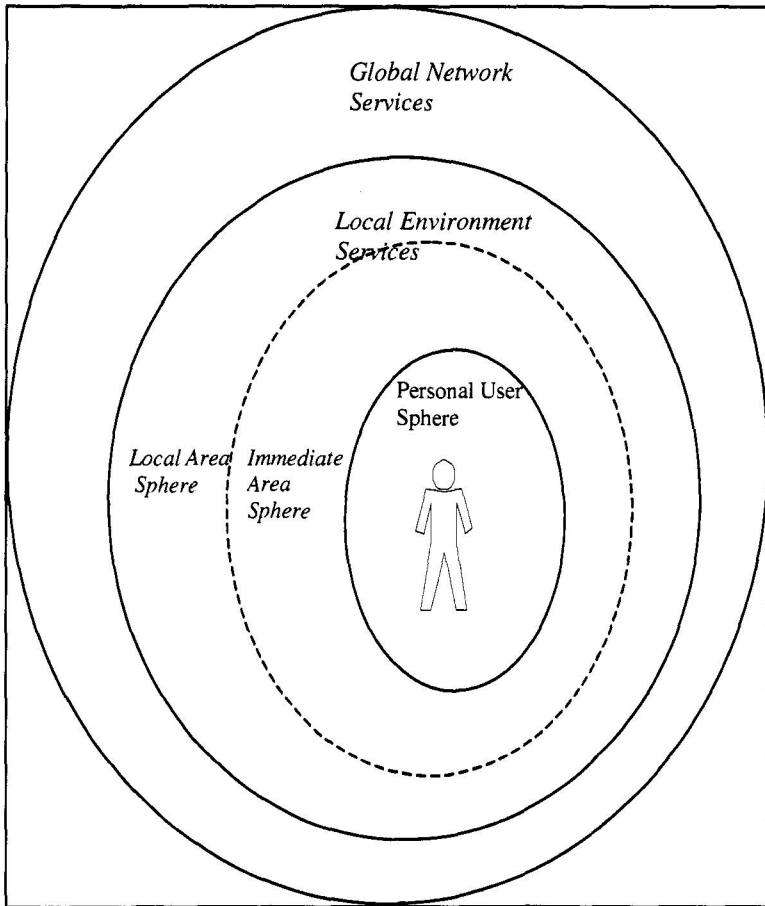 Global Network
Services
Local Environment
Services
Personal User
Sphere
Local Area
Sphere
Immediate
Area
Sphere